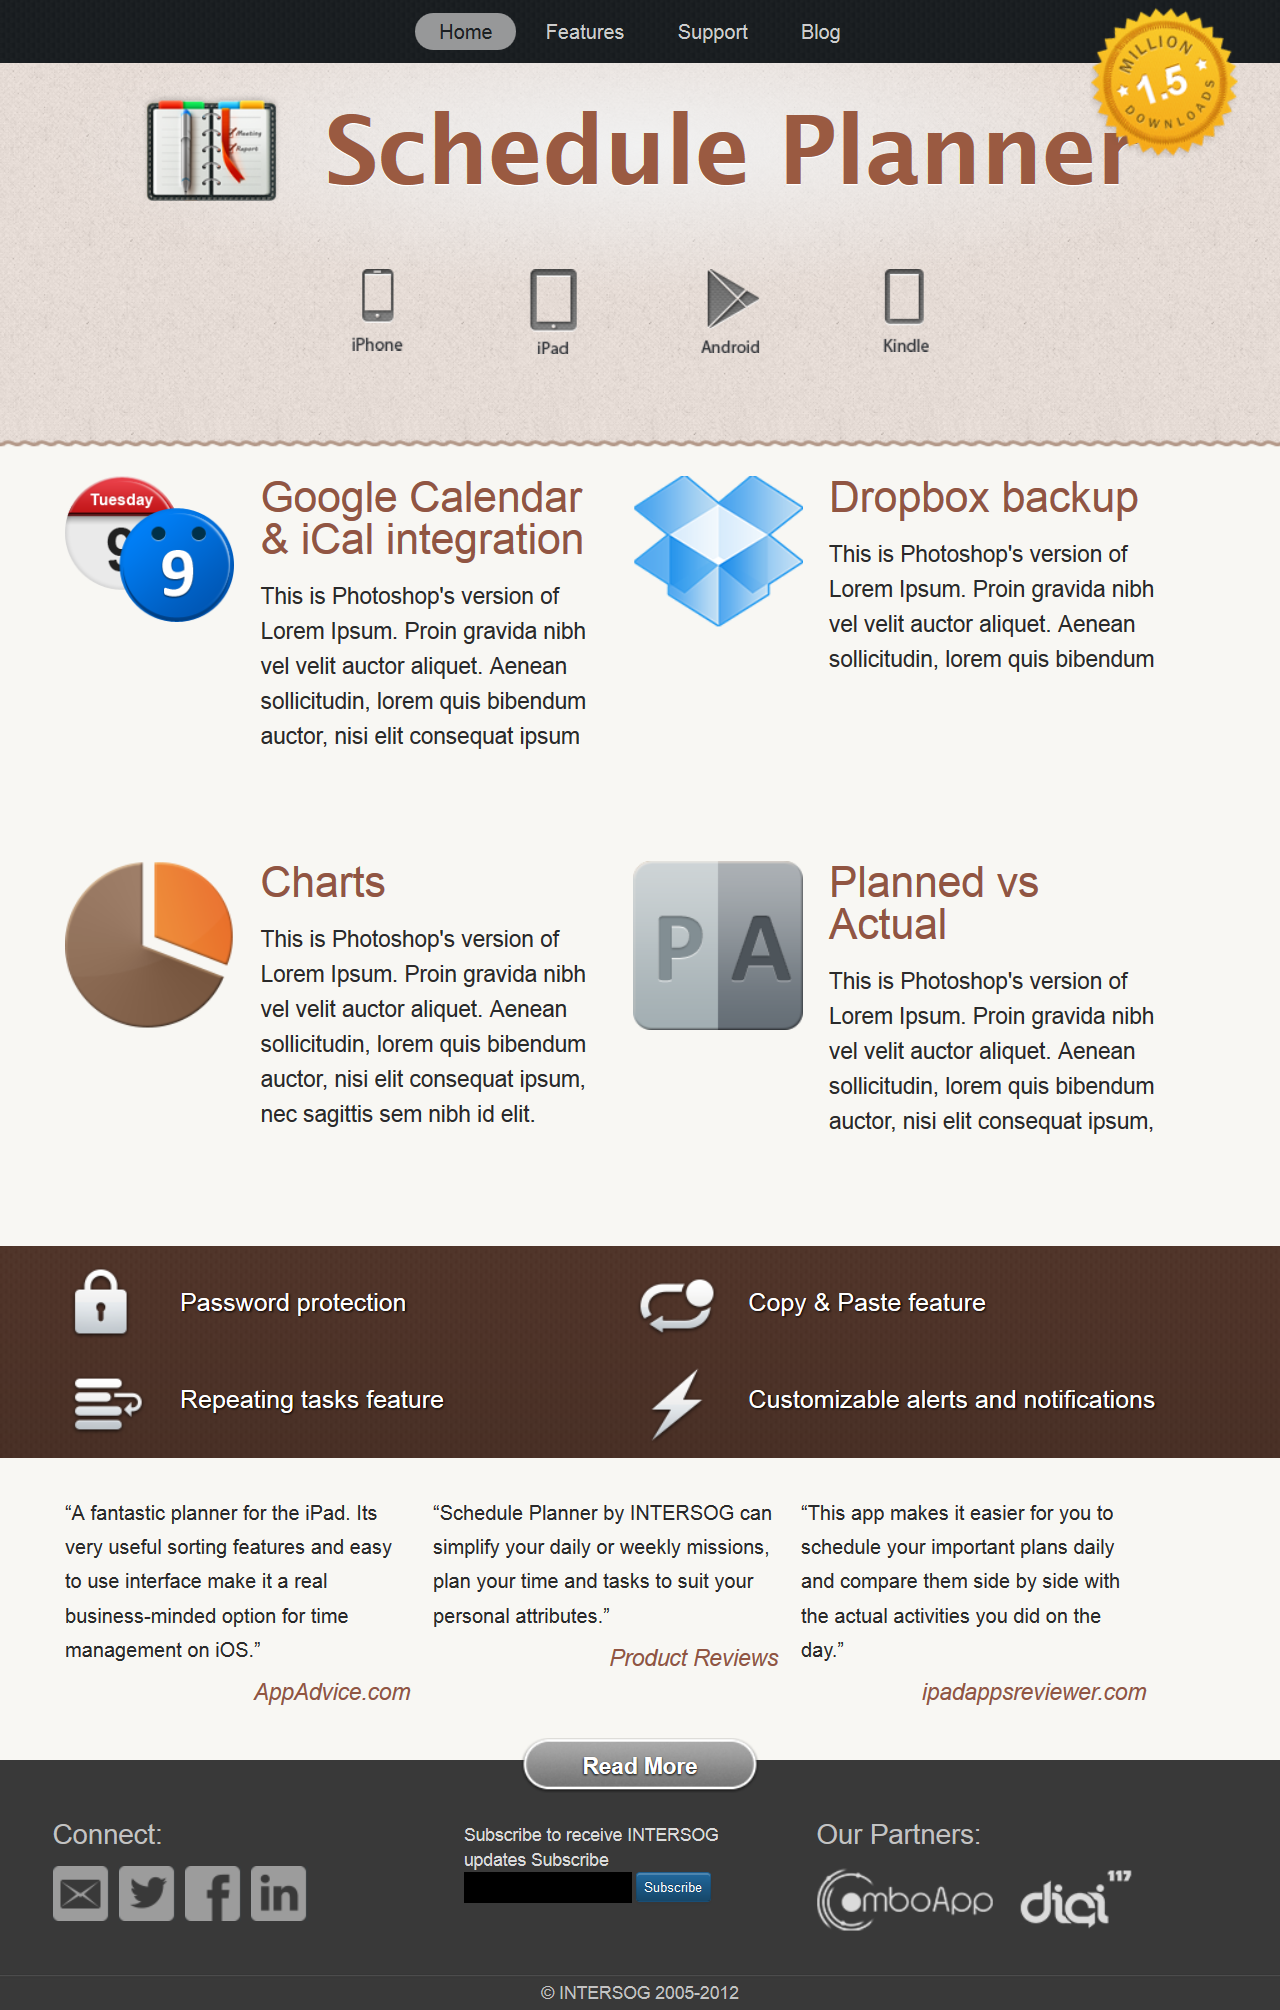 Home
Features
Support
Blog
MILLION
1.5
DOWNLOADS
Meeting
Report
Schedule Planner
iPhone
iPad
Android
Kindle
Tuesday
9
9
Google Calendar
& iCal integration
This is Photoshop's version of
Lorem Ipsum. Proin gravida nibh
vel velit auctor aliquet. Aenean
sollicitudin, lorem quis bibendum
auctor, nisi elit consequat ipsum
Dropbox backup
This is Photoshop's version of
Lorem Ipsum. Proin gravida nibh
vel velit auctor aliquet. Aenean
sollicitudin, lorem quis bibendum
Charts
This is Photoshop's version of
Lorem Ipsum. Proin gravida nibh
vel velit auctor aliquet. Aenean
sollicitudin, lorem quis bibendum
auctor, nisi elit consequat ipsum,
nec sagittis sem nibh id elit.
PA
Planned vs
Actual
This is Photoshop's version of
Lorem Ipsum. Proin gravida nibh
vel velit auctor aliquet. Aenean
sollicitudin, lorem quis bibendum
auctor, nisi elit consequat ipsum,
Password protection
Copy & Paste feature
Repeating tasks feature
Customizable alerts and notifications
“A fantastic planner for the iPad. Its
very useful sorting features and easy
to use interface make it a real
business-minded option for time
management on iOS.”
AppAdvice.com
“Schedule Planner by INTERSOG can
simplify your daily or weekly missions,
plan your time and tasks to suit your
personal attributes.”
Product Reviews
“This app makes it easier for you to
schedule your important plans daily
and compare them side by side with
the actual activities you did on the
day.”
ipadappsreviewer.com
Read More
Connect:
f
in
Subscribe to receive INTERSOG
updates Subscribe
Subscribe
Our Partners:
ComboApp
digi117
© INTERSOG 2005-2012